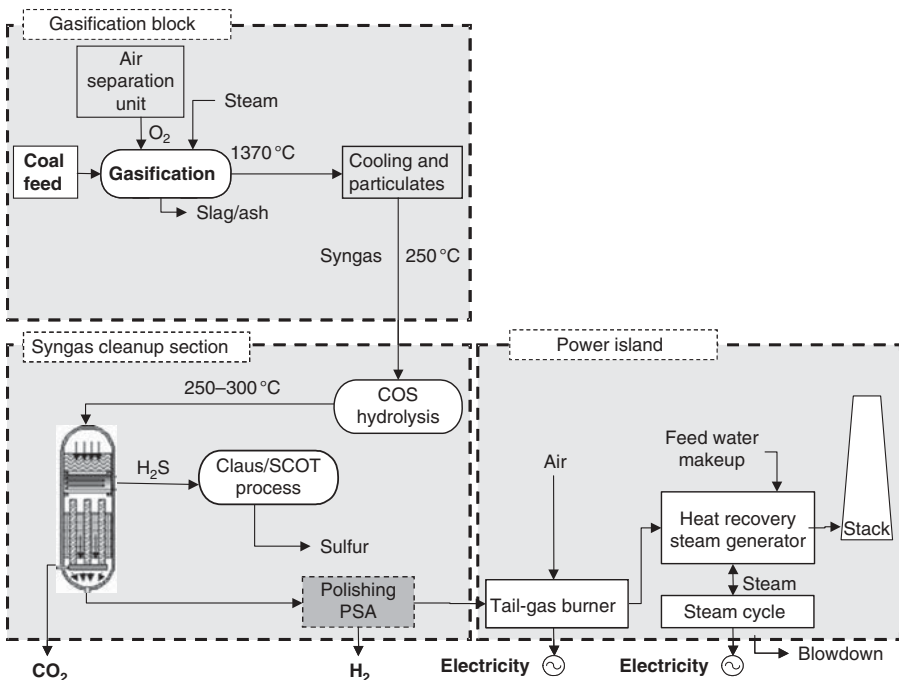 Gasification block
Air
separation
unit
Steam
O₂
1370 °C
Coal
feed
Gasification
Cooling and
particulates
Slag/ash
Syngas
250 °C
Syngas cleanup section
Power island
250–300 °C
COS
hydrolysis
H₂S
Claus/SCOT
process
Sulfur
Air
Feed water
makeup
Heat recovery
steam generator
Stack
Polishing
PSA
Tail-gas burner
Steam
Steam cycle
CO₂
H₂
Electricity
Electricity
Blowdown